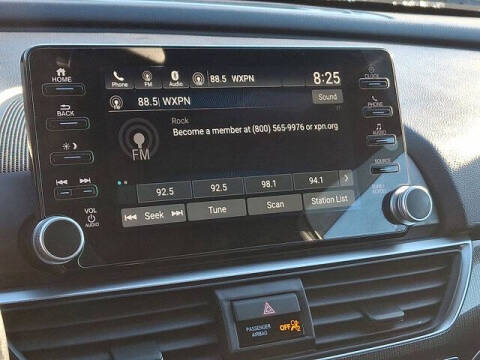 HOME
BACK
VOL
AUDIO
Phone FM Audio 88.5 WXPN 8:25
88.5 WXPN Sound
Rock
Become a member at (800) 565-9976 or xpn.org
FM
92.5 92.5 98.1 94.1
Seek Tune Scan Station List
CLOCK
PHONE
AUDIO
SOURCE
PASSENGER AIRBAG OFF